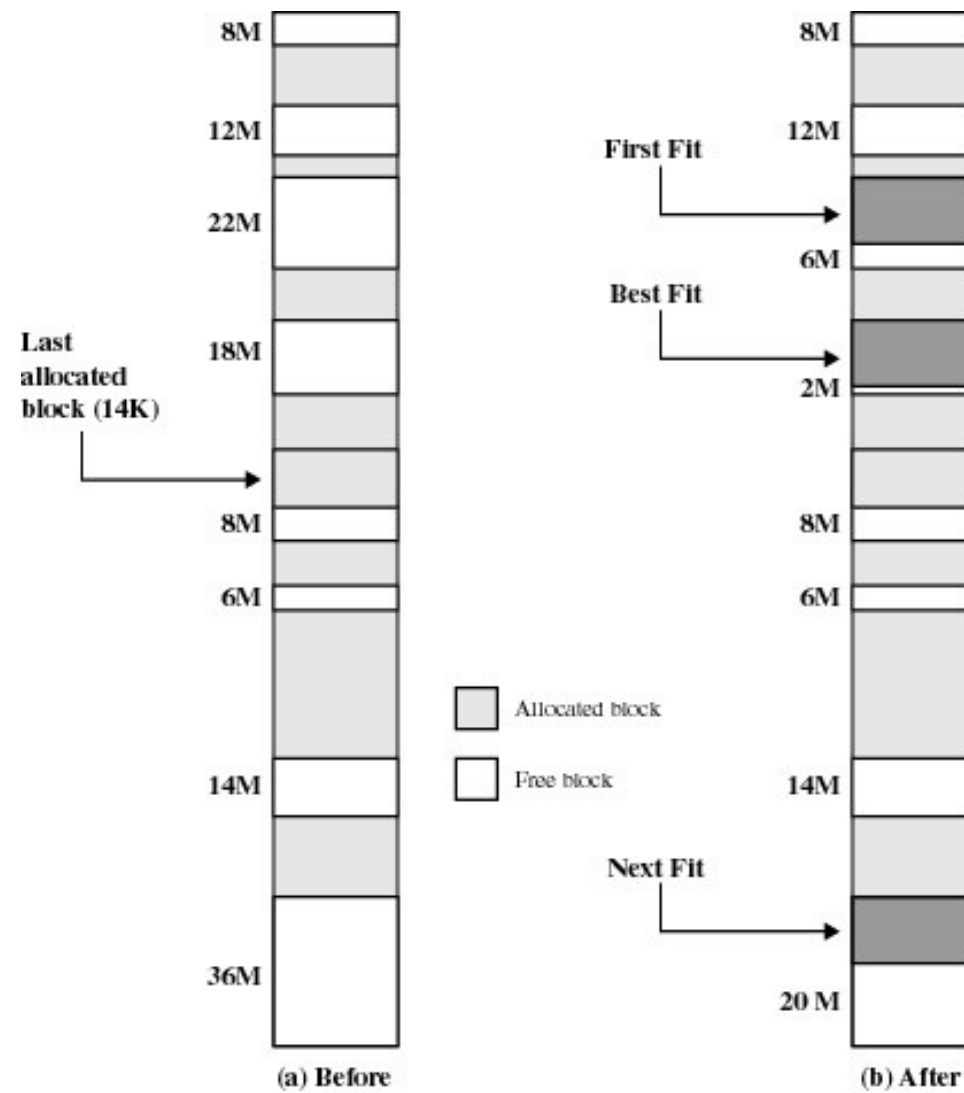 8M
12M
22M
18M
Last
allocated
block (14K)
8M
6M
14M
36M
(a) Before
Allocated block
Free block
8M
12M
First Fit
6M
Best Fit
2M
8M
6M
14M
Next Fit
20 M
(b) After